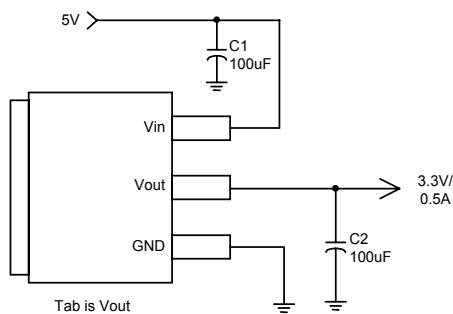 5V
C1
100uF
Vin
Vout
3.3V/
0.5A
GND
C2
100uF
Tab is Vout